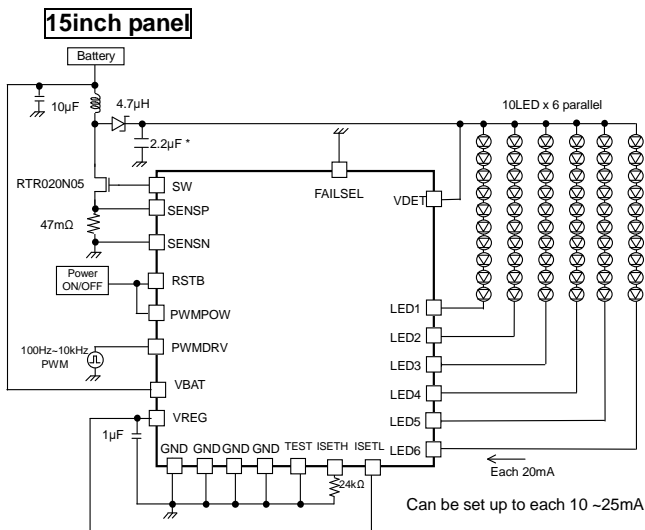 15inch panel
Battery
10µF
4.7µH
2.2µF *
10LED x 6 parallel
RTR020N05
SW
FAILSEL
VDET
SENSP
47mΩ
SENSN
Power
ON/OFF
RSTB
PWMPOW
LED1
LED2
100Hz~10kHz
PWM
PWMDRV
LED3
VBAT
LED4
VREG
LED5
1µF
GND GND GND GND TEST ISETH ISETL
LED6
24kΩ
Each 20mA
Can be set up to each 10 ~25mA